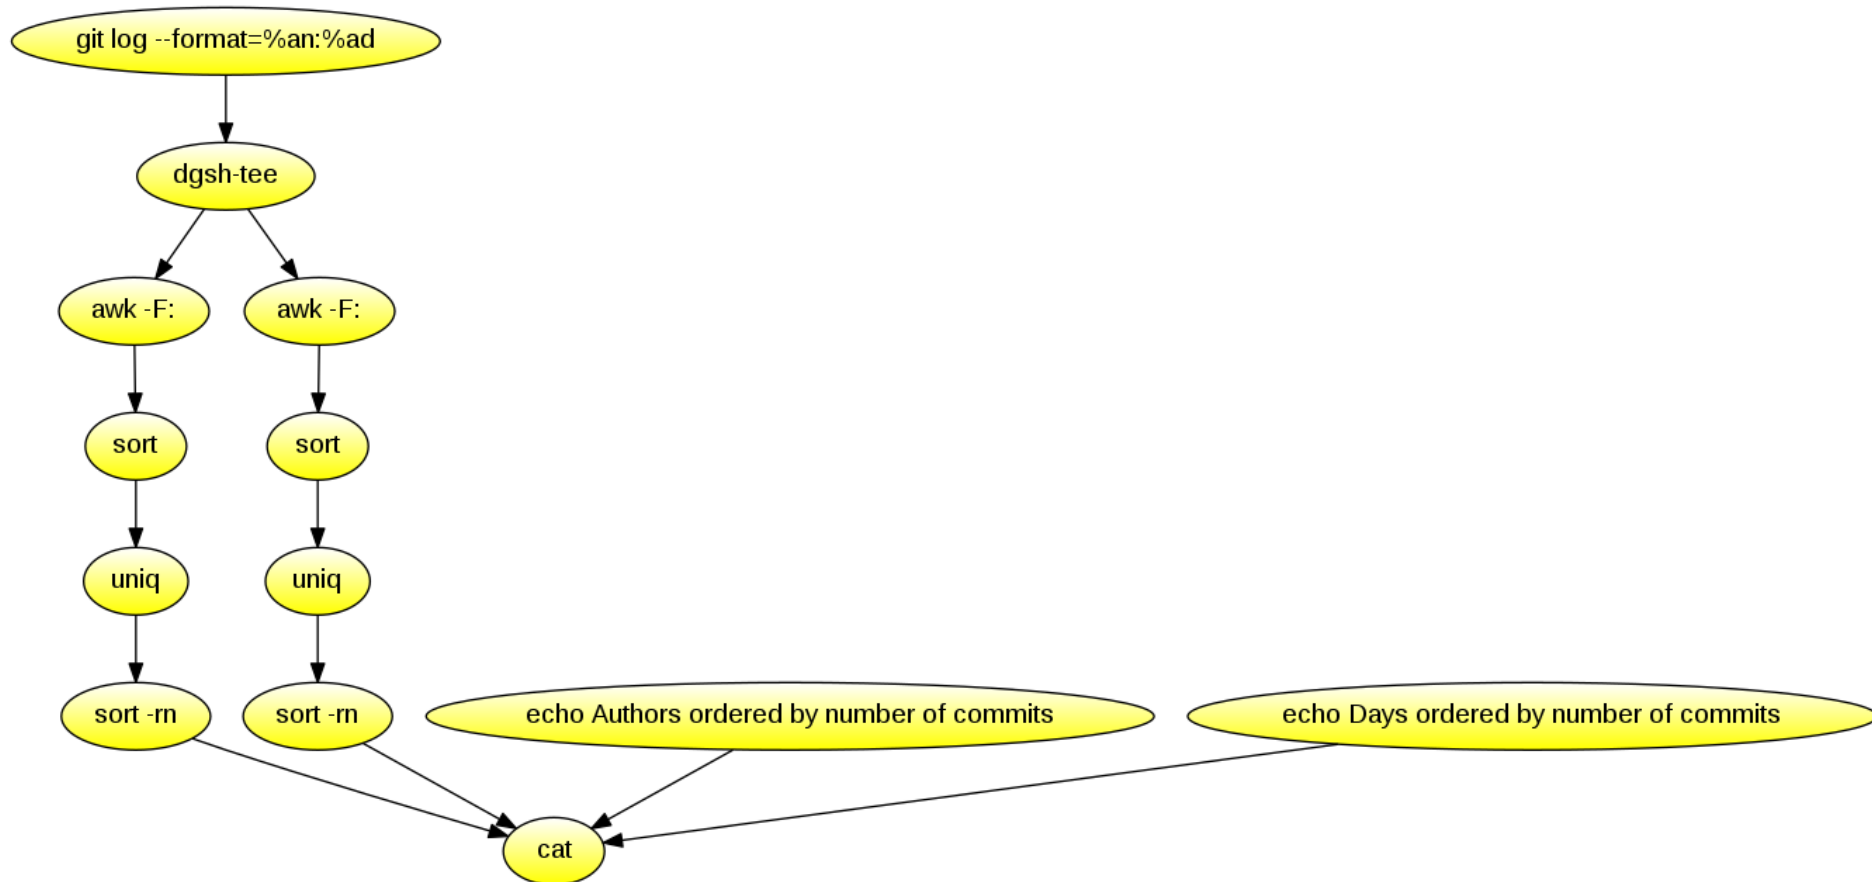 git log --format=%an:%ad
dgsh-tee
awk -F:
awk -F:
sort
sort
uniq
uniq
sort -rn
sort -rn
echo Authors ordered by number of commits
echo Days ordered by number of commits
cat